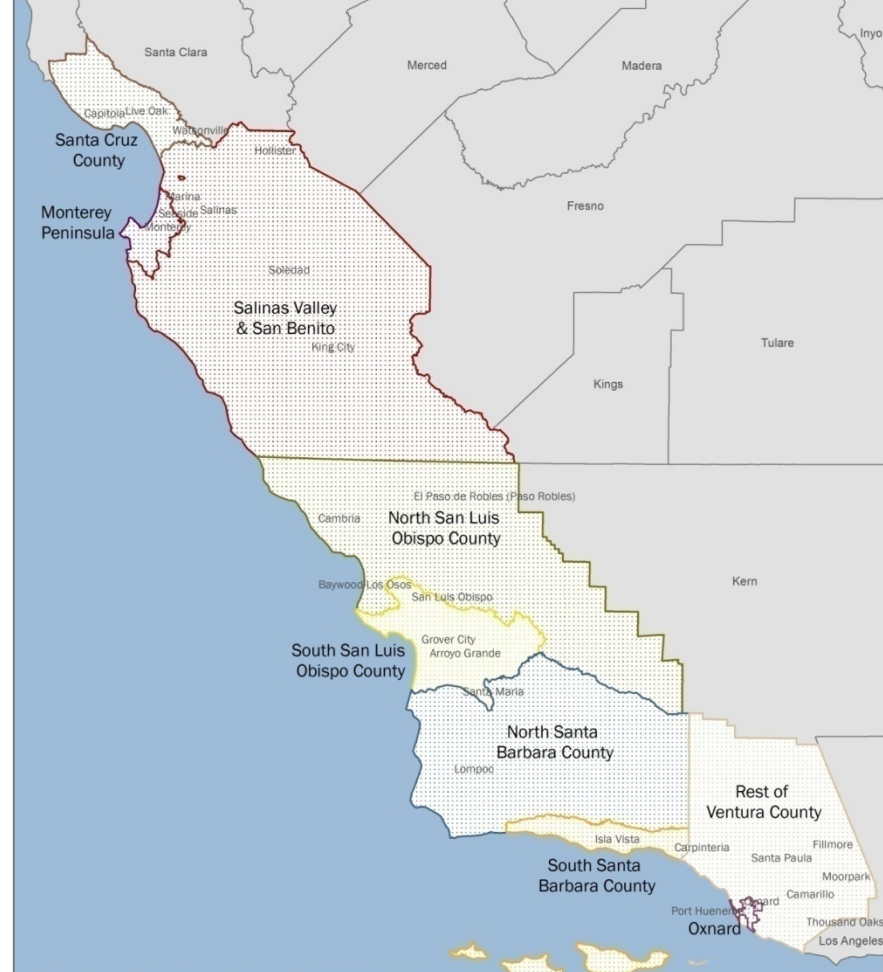 Inyo
Santa Clara
Merced
Madera
Capitola
Live Oak
Watsonville
Santa Cruz
County
Hollister
Marina
Seaside
Salinas
Monterey
Monterey
Peninsula
Fresno
Soledad
Salinas Valley
& San Benito
King City
Tulare
Kings
El Paso de Robles (Paso Robles)
Cambria
North San Luis
Obispo County
Kern
Baywood-Los Osos
San Luis Obispo
Grover City
Arroyo Grande
South San Luis
Obispo County
Santa Maria
North Santa
Barbara County
Lompoc
Rest of
Ventura County
Isla Vista
Carpinteria
Fillmore
Santa Paula
South Santa
Barbara County
Moorpark
Camarillo
Oxnard
Port Hueneme
Oxnard
Thousand Oaks
Los Angeles